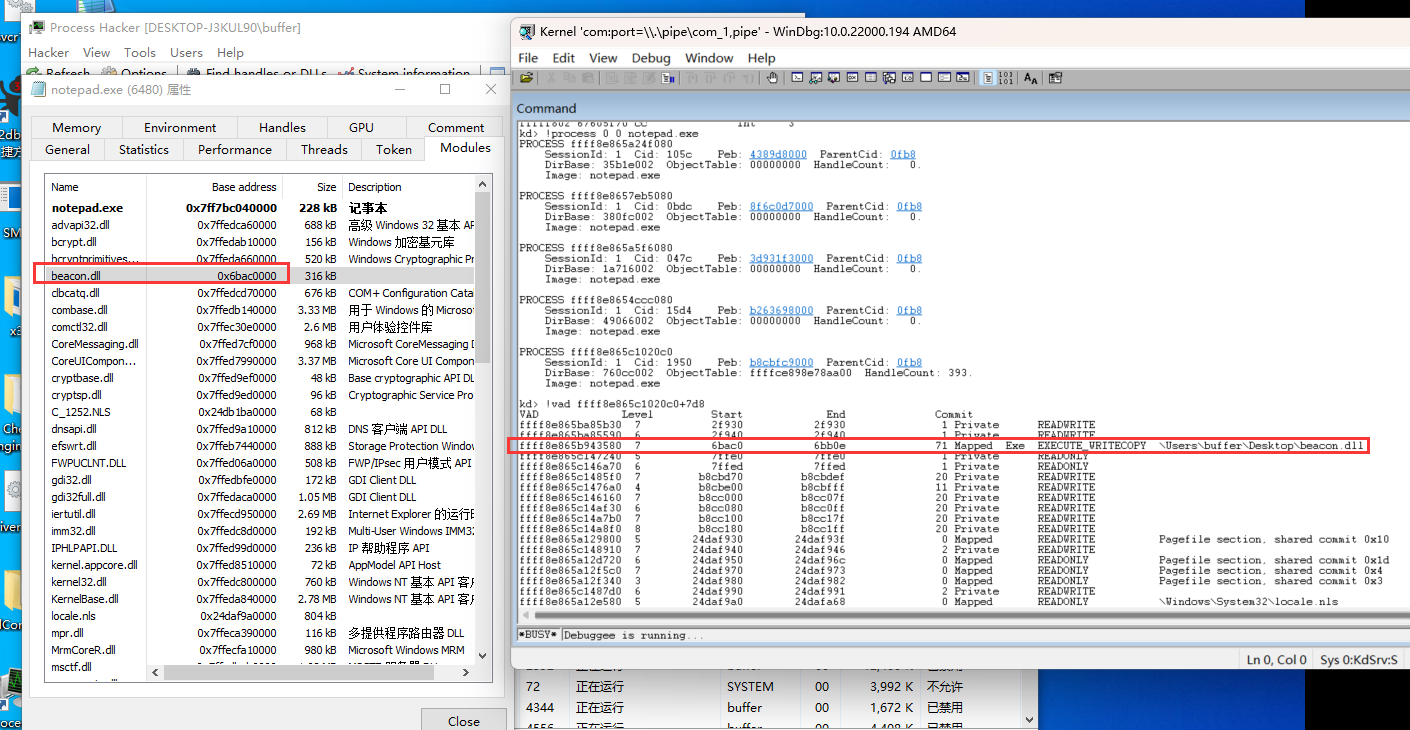 Process Hacker [DESKTOP-J3KUL90\buffer]
Hacker View Tools Users Help
Refresh Options Find handles or DLLs System information
notepad.exe (6480) 属性
Memory Environment Handles GPU Comment
General Statistics Performance Threads Token Modules
Name Base address Size Description
notepad.exe 0x7ff7bc040000 228 kB 记事本
advapi32.dll 0x7ffedca60000 688 kB 高级 Windows 32 基本 AP
bcrypt.dll 0x7ffedab10000 156 kB Windows 加密基元库
bcryptprimitives... 0x7ffeda660000 520 kB Windows Cryptographic Pr
beacon.dll 0x6bac0000 316 kB
clbcatq.dll 0x7ffedcd70000 676 kB COM+ Configuration Cata
combase.dll 0x7ffedb140000 3.33 MB 用于 Windows 的 Microsof
comctl32.dll 0x7ffec30e0000 2.6 MB 用户体验控件库
CoreMessaging.dll 0x7ffed7cf0000 968 kB Microsoft CoreMessaging D
CoreUICompon... 0x7ffed7990000 3.37 MB Microsoft Core UI Compon
cryptbase.dll 0x7ffed9ef0000 48 kB Base cryptographic API DL
cryptsp.dll 0x7ffed9ed0000 96 kB Cryptographic Service Pro
C_1252.NLS 0x24db1ba0000 68 kB
dnsapi.dll 0x7ffed9a10000 812 kB DNS 客户端 API DLL
efswrt.dll 0x7ffeb7440000 888 kB Storage Protection Window
FWPUCLNT.DLL 0x7ffed06a0000 508 kB FWP/IPsec 用户模式 API
gdi32.dll 0x7ffedbfe0000 172 kB GDI Client DLL
gdi32full.dll 0x7ffedaca0000 1.05 MB GDI Client DLL
iertutil.dll 0x7ffecd950000 2.69 MB Internet Explorer 的运行时
imm32.dll 0x7ffedc8d0000 192 kB Multi-User Windows IMM32
IPHLPAPI.DLL 0x7ffed99d0000 236 kB IP 帮助程序 API
kernel.appcore.dll 0x7ffed8510000 72 kB AppModel API Host
kernel32.dll 0x7ffedc800000 760 kB Windows NT 基本 API 客户
KernelBase.dll 0x7ffeda840000 2.78 MB Windows NT 基本 API 客户
locale.nls 0x24daf9a0000 804 kB
mpr.dll 0x7ffeca390000 116 kB 多提供程序路由器 DLL
MrmCoreR.dll 0x7ffecfa10000 980 kB Microsoft Windows MRM
msctf.dll
Close
Kernel 'com:port=\\.\pipe\com_1,pipe' - WinDbg:10.0.22000.194 AMD64
File Edit View Debug Window Help
Command
fffff802`67605170 cc int 3
kd> !process 0 0 notepad.exe
PROCESS ffff8e865a24f080
SessionId: 1 Cid: 105c Peb: 4389d8000 ParentCid: 0fb8
DirBase: 35b1e002 ObjectTable: 00000000 HandleCount: 0.
Image: notepad.exe
PROCESS ffff8e8657eb5080
SessionId: 1 Cid: 0bdc Peb: 8f6c0d7000 ParentCid: 0fb8
DirBase: 380fc002 ObjectTable: 00000000 HandleCount: 0.
Image: notepad.exe
PROCESS ffff8e865a5f6080
SessionId: 1 Cid: 047c Peb: 3d931f3000 ParentCid: 0fb8
DirBase: 1a716002 ObjectTable: 00000000 HandleCount: 0.
Image: notepad.exe
PROCESS ffff8e8654ccc080
SessionId: 1 Cid: 15d4 Peb: b263698000 ParentCid: 0fb8
DirBase: 49066002 ObjectTable: 00000000 HandleCount: 0.
Image: notepad.exe
PROCESS ffff8e865c1020c0
SessionId: 1 Cid: 1950 Peb: b8cbfc9000 ParentCid: 0fb8
DirBase: 760cc002 ObjectTable: ffffce898e78aa00 HandleCount: 393.
Image: notepad.exe
kd> !vad ffff8e865c1020c0+7d8
VAD Level Start End Commit
ffff8e865ba85b30 7 2f930 2f930 1 Private READWRITE
ffff8e865ba85590 6 2f940 2f940 1 Private READWRITE
ffff8e865b943580 7 6bac0 6bb0e 71 Mapped Exe EXECUTE_WRITECOPY \Users\buffer\Desktop\beacon.dll
ffff8e865c147240 5 7ffe0 7ffe0 1 Private READONLY
ffff8e865c146a70 6 7ffed 7ffed 1 Private READONLY
ffff8e865c1485f0 7 b8cbd70 b8cbdef 20 Private READWRITE
ffff8e865c1476a0 4 b8cbe00 b8cbfff 11 Private READWRITE
ffff8e865c146160 7 b8cc000 b8cc07f 20 Private READWRITE
ffff8e865c14af30 6 b8cc080 b8cc0ff 20 Private READWRITE
ffff8e865c14a7b0 7 b8cc100 b8cc17f 20 Private READWRITE
ffff8e865c14a8f0 8 b8cc180 b8cc1ff 20 Private READWRITE
ffff8e865a129800 5 24daf930 24daf93f 0 Mapped READWRITE Pagefile section, shared commit 0x10
ffff8e865c148910 7 24daf940 24daf946 2 Private READWRITE
ffff8e865a12d720 6 24daf950 24daf96c 0 Mapped READONLY Pagefile section, shared commit 0x1d
ffff8e865a12f5c0 7 24daf970 24daf973 0 Mapped READONLY Pagefile section, shared commit 0x4
ffff8e865a12f340 3 24daf980 24daf982 0 Mapped READONLY Pagefile section, shared commit 0x3
ffff8e865c1487d0 6 24daf990 24daf991 2 Private READWRITE
ffff8e865a12e580 5 24daf9a0 24dafa68 0 Mapped READONLY \Windows\System32\locale.nls
*BUSY* Debuggee is running...
Ln 0, Col 0 Sys 0:KdSrv:S
72 正在运行 SYSTEM 00 3,992 K 不允许
4344 正在运行 buffer 00 1,672 K 已禁用
4556 正在运行 buffer 00 4,408 K 已禁用